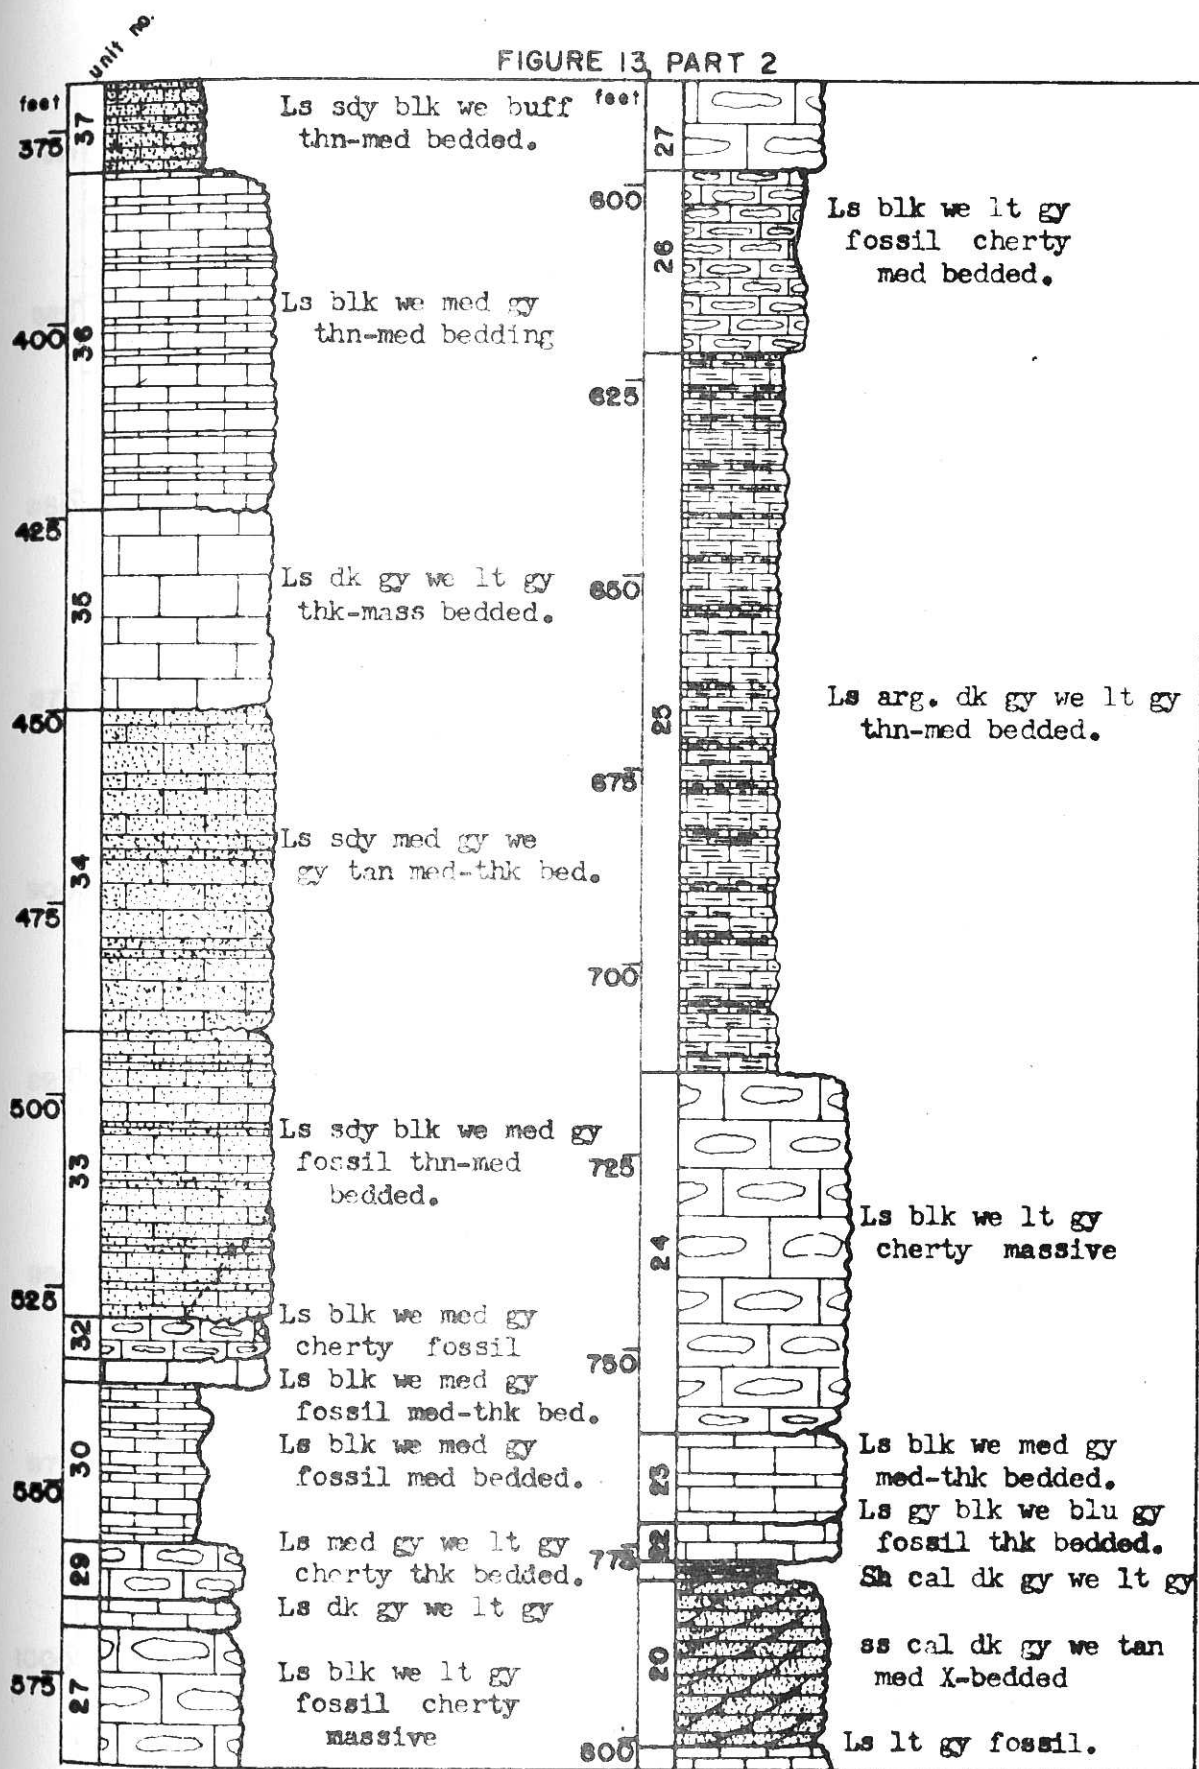 FIGURE 13, PART 2
unit no.
feet
37
375
Ls sdy blk we buff
thn-med bedded.
36
400
Ls blk we med gy
thn-med bedding
425
35
Ls dk gy we lt gy
thk-mass bedded.
450
34
Ls sdy med gy we
gy tan med-thk bed.
475
500
33
Ls sdy blk we med gy
fossil thn-med
bedded.
525
32
Ls blk we med gy
cherty fossil
Ls blk we med gy
fossil med-thk bed.
30
Ls blk we med gy
fossil med bedded.
550
29
Ls med gy we lt gy
cherty thk bedded.
Ls dk gy we lt gy
575
27
Ls blk we lt gy
fossil cherty
massive
feet
27
600
26
Ls blk we lt gy
fossil cherty
med bedded.
625
650
25
Ls arg. dk gy we lt gy
thn-med bedded.
675
700
725
24
Ls blk we lt gy
cherty massive
750
23
Ls blk we med gy
med-thk bedded.
22
Ls gy blk we blu gy
fossil thk bedded.
775
Sh cal dk gy we lt gy
20
ss cal dk gy we tan
med X-bedded
800
Ls lt gy fossil.